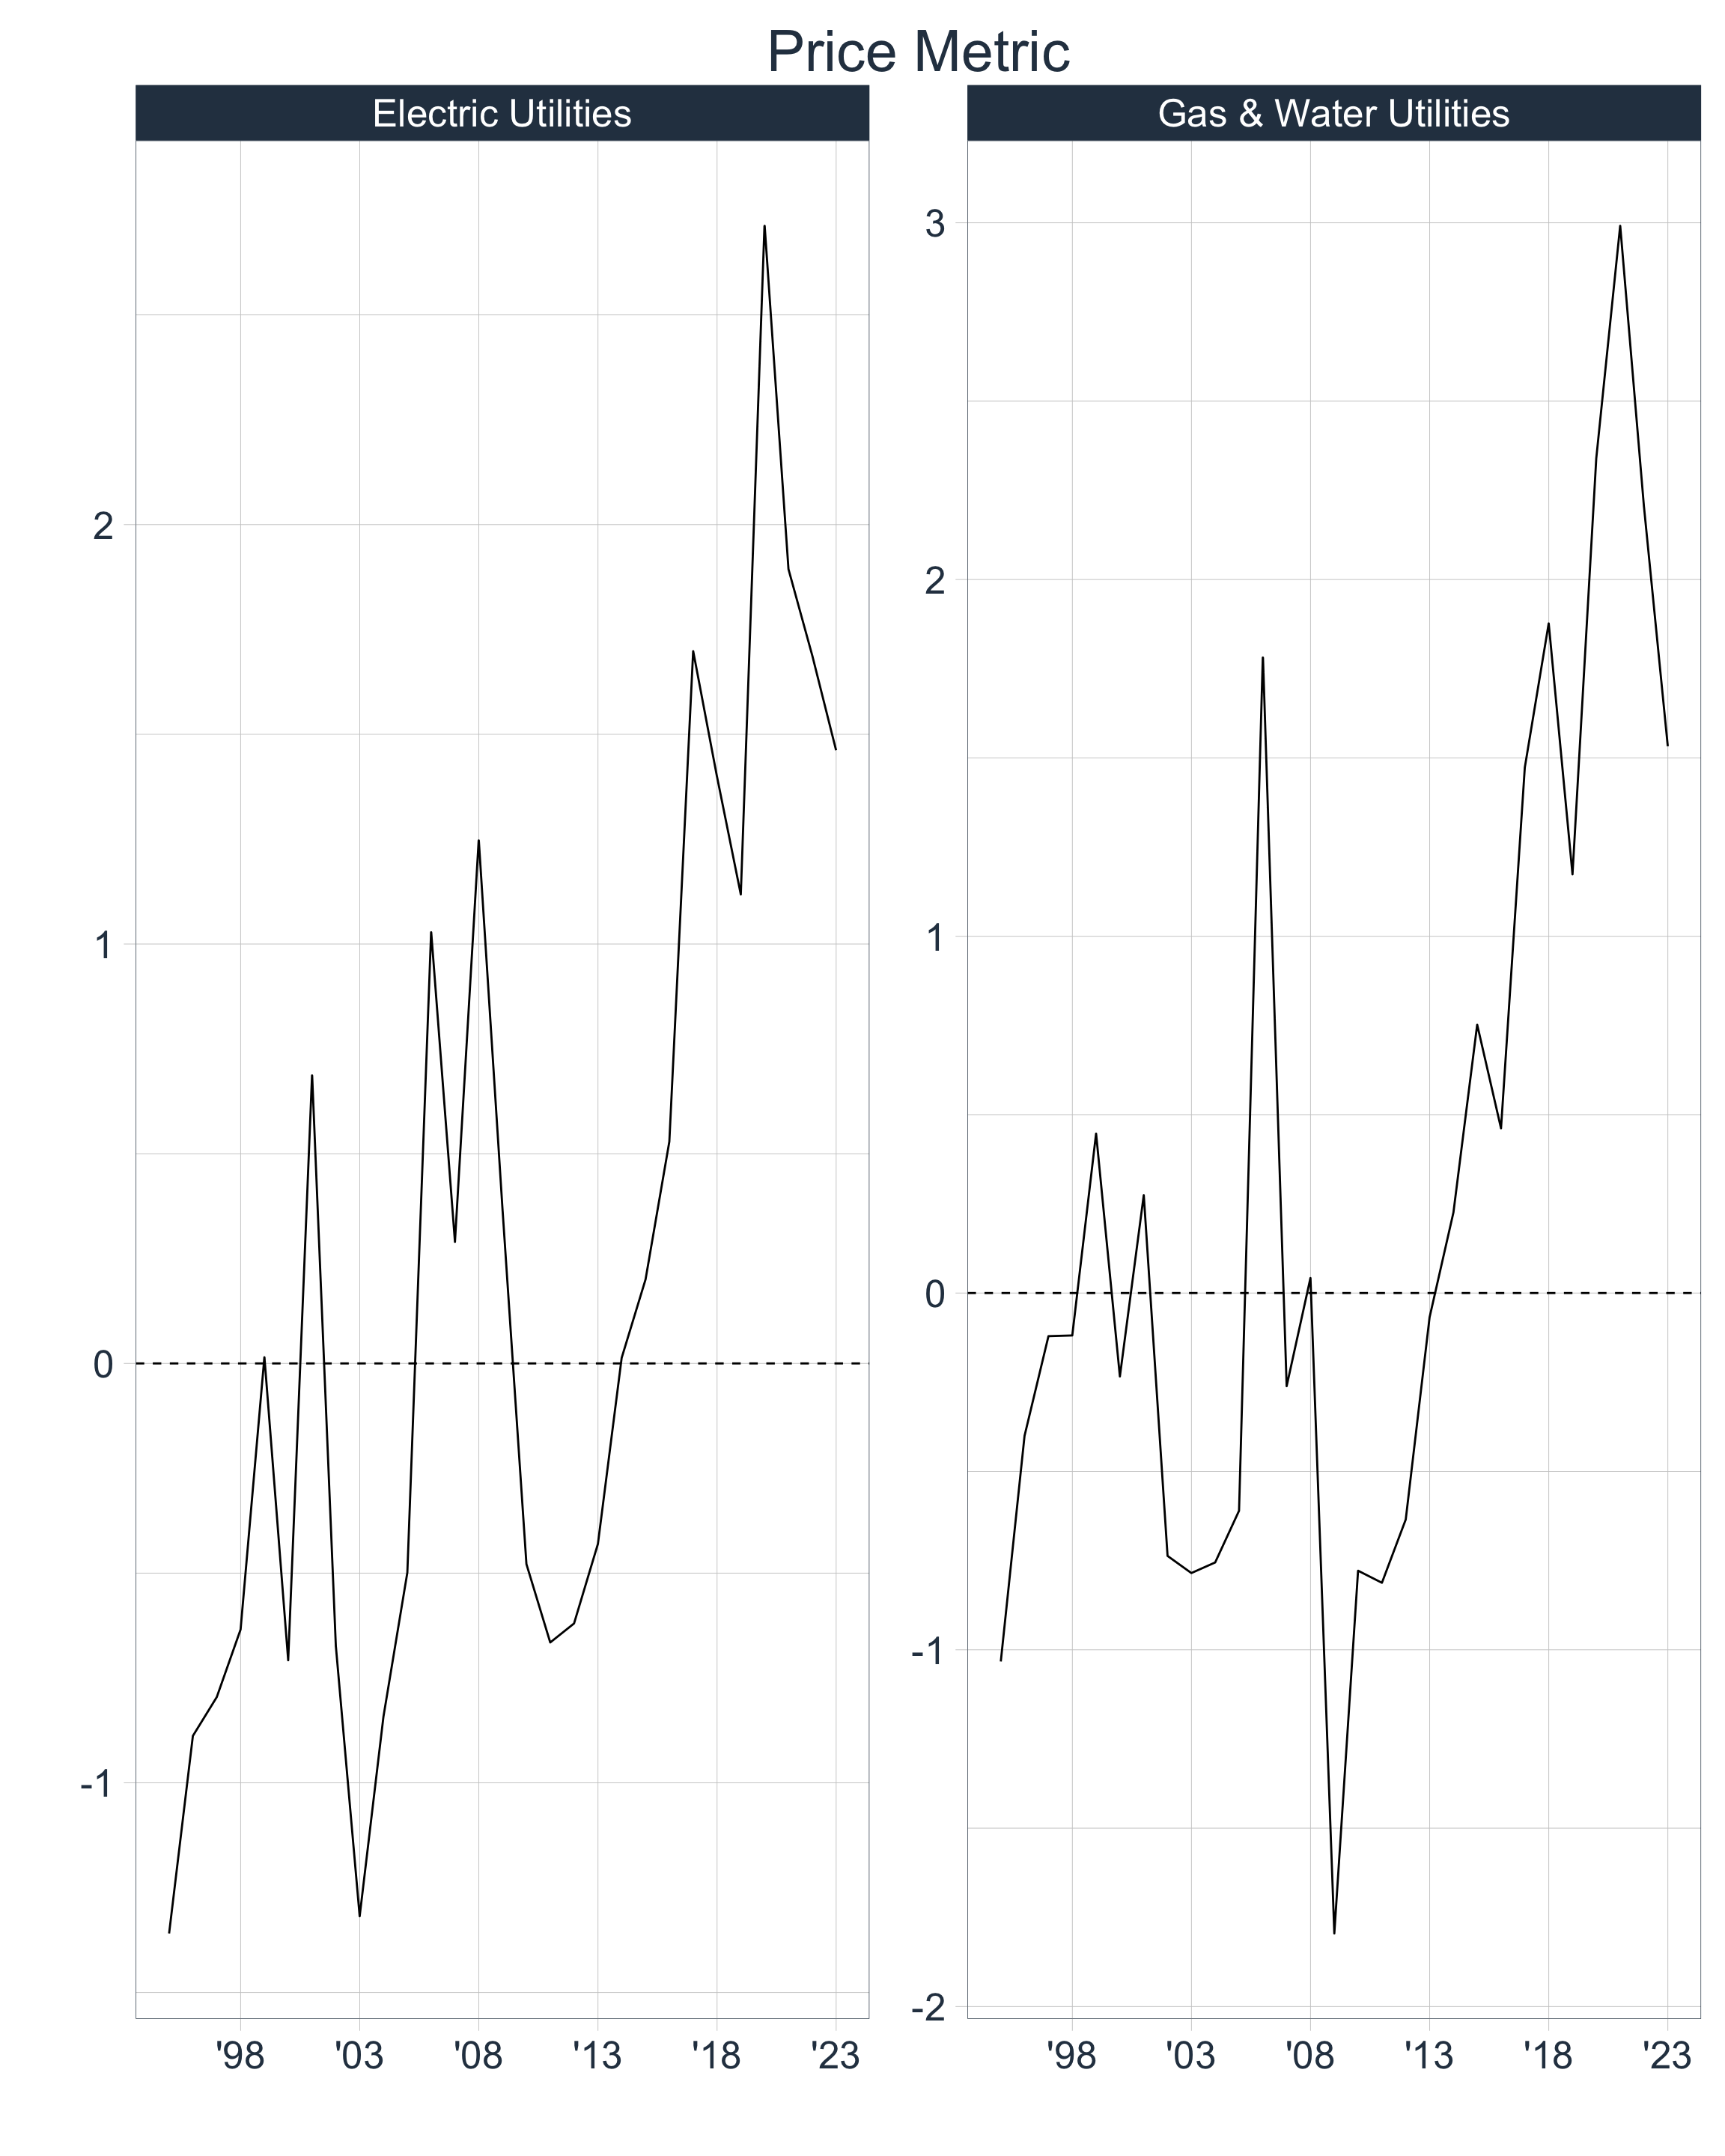 Price Metric
Electric Utilities
2
1
0
-1
'98 '03 '08 '13 '18 '23
Gas & Water Utilities
3
2
1
0
-1
-2
'98 '03 '08 '13 '18 '23